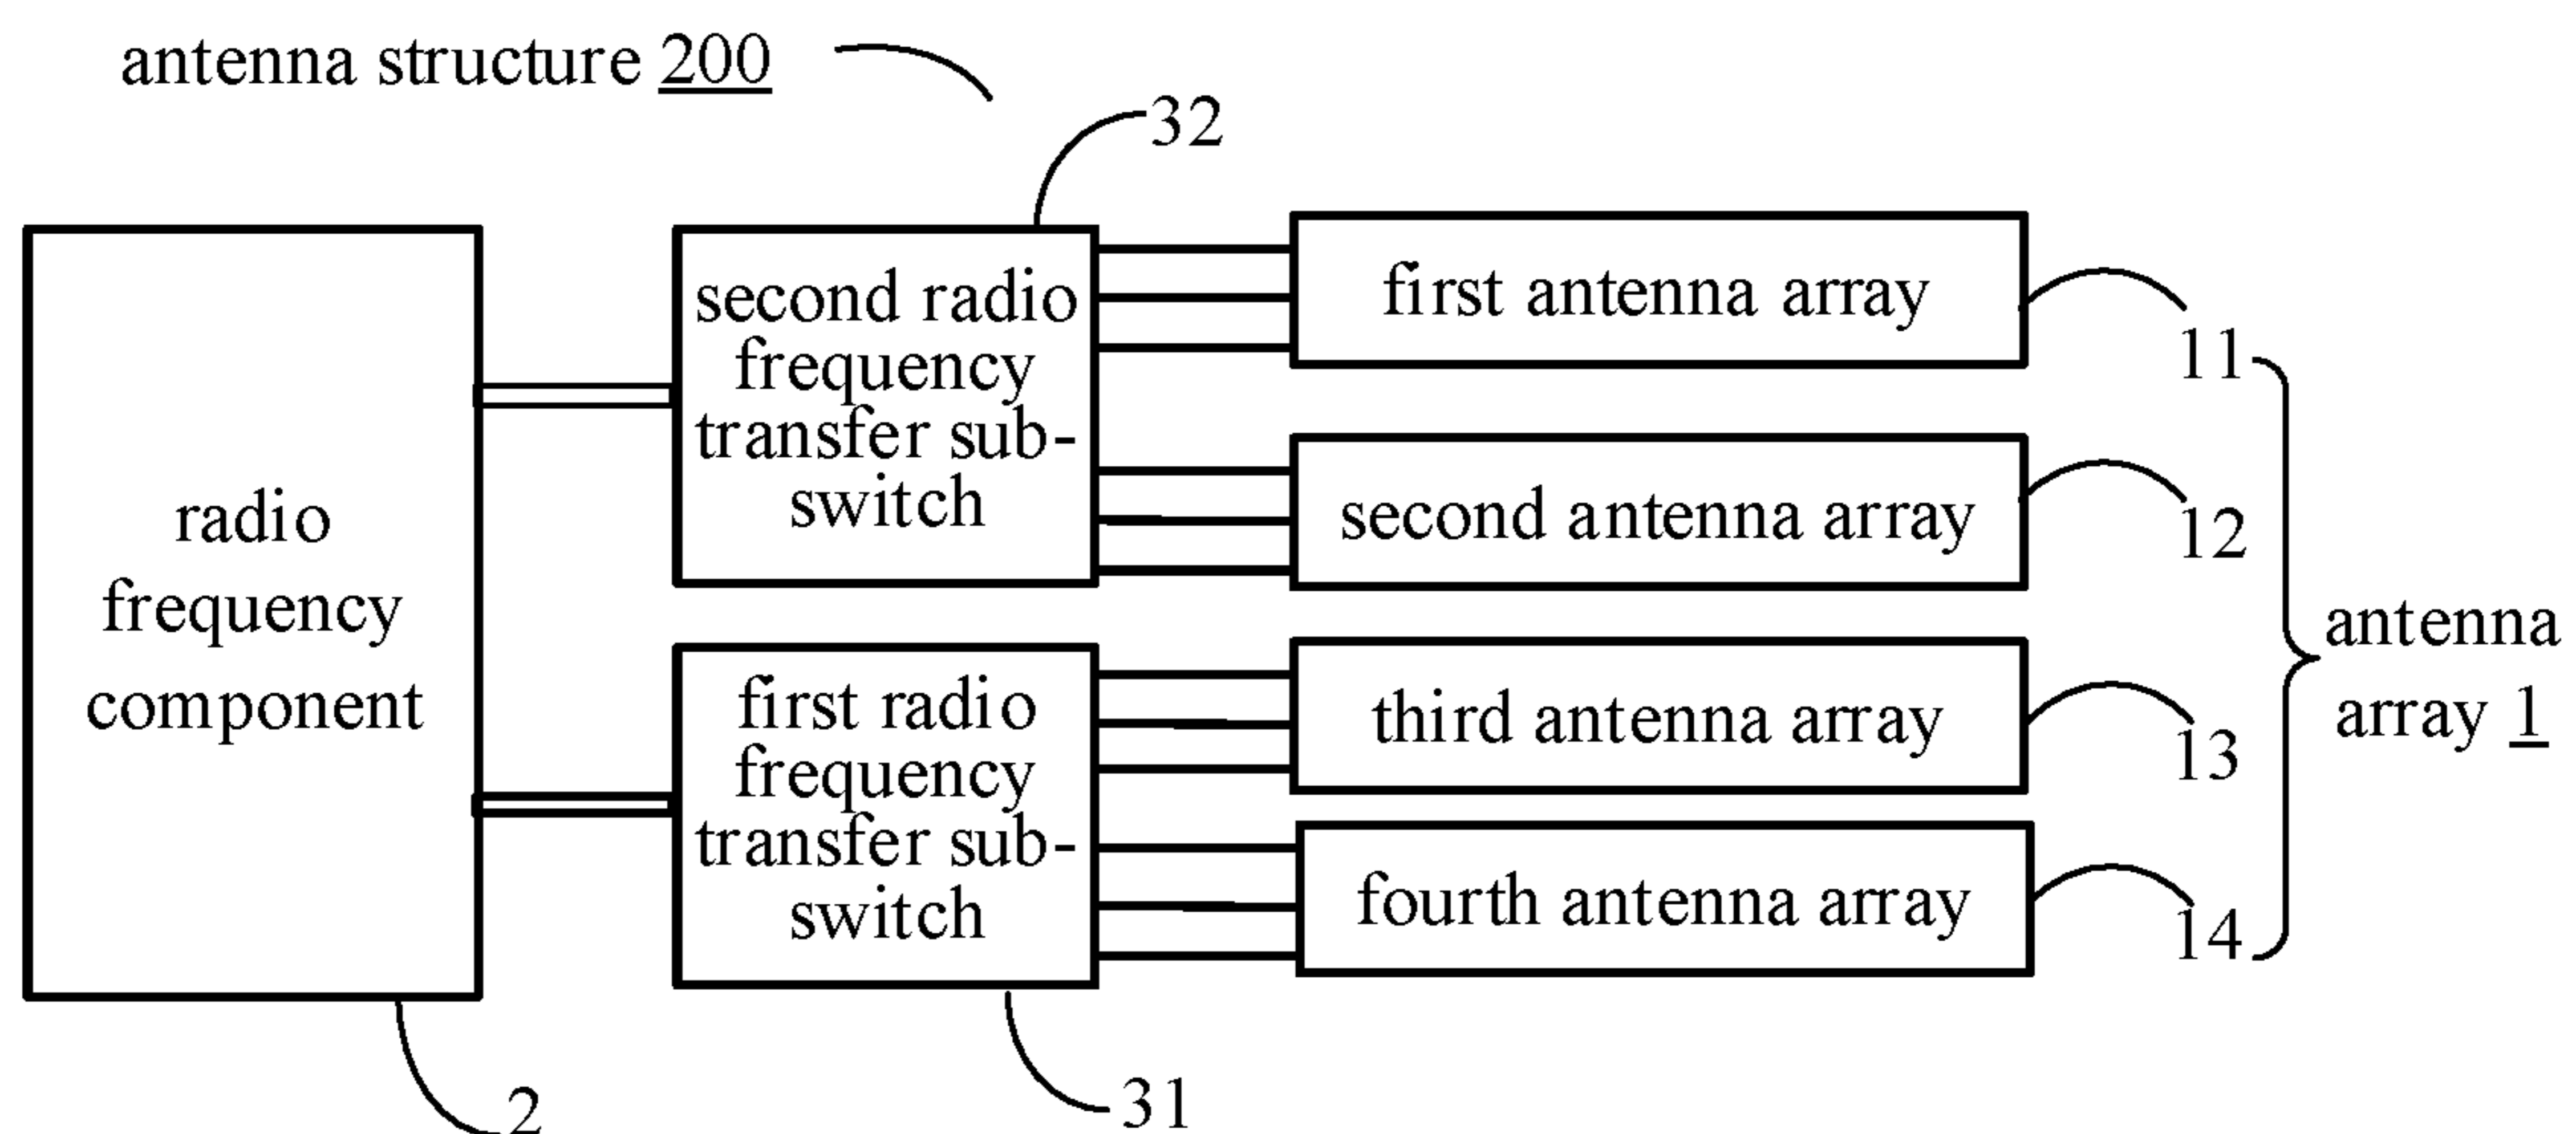 antenna structure 200
32
radio
frequency
component
2
second radio
frequency
transfer sub-
switch
first radio
frequency
transfer sub-
switch
31
first antenna array
11
second antenna array
12
third antenna array
13
fourth antenna array
14
antenna
array 1